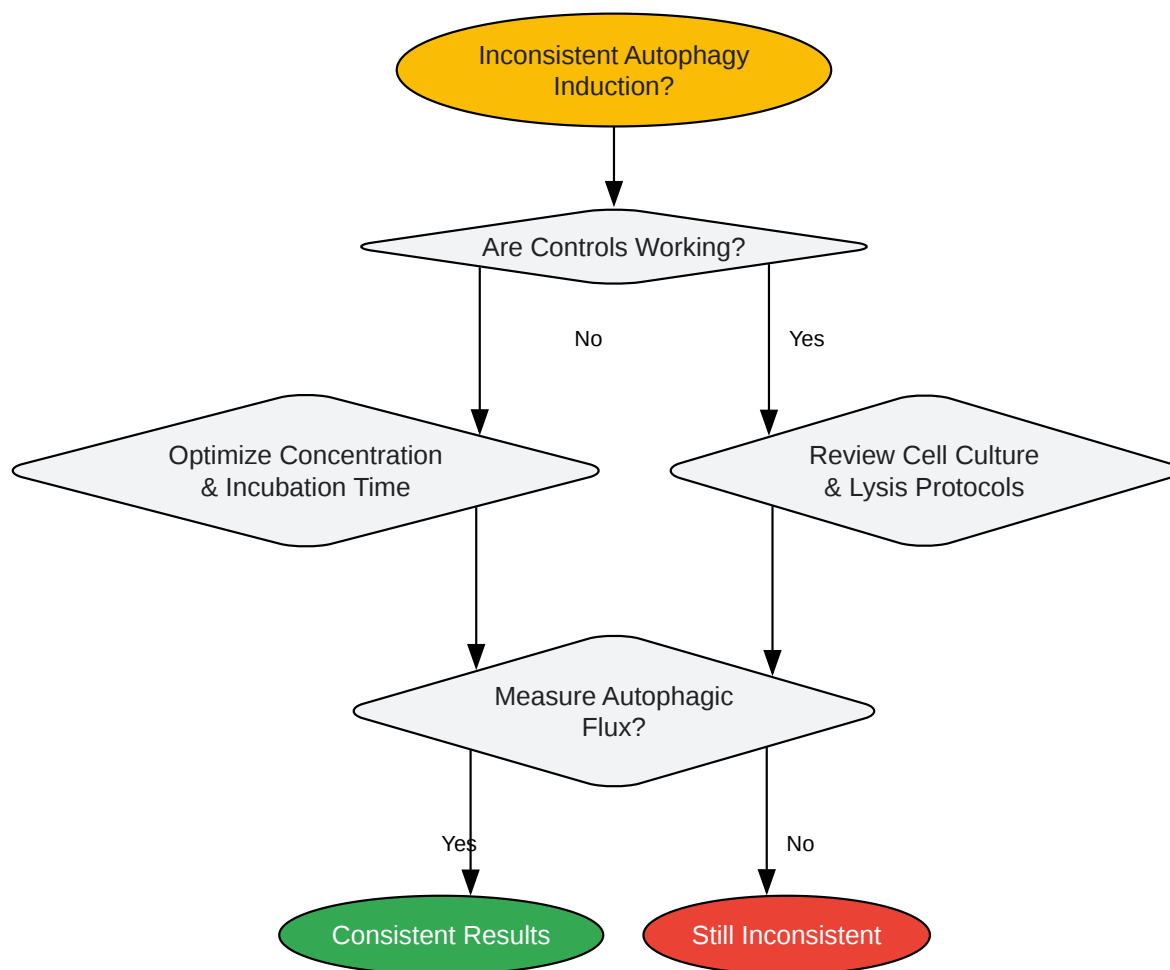 Inconsistent Autophagy
Induction?
Are Controls Working?
No
Yes
Optimize Concentration
& Incubation Time
Review Cell Culture
& Lysis Protocols
Measure Autophagic
Flux?
Yes
No
Consistent Results
Still Inconsistent